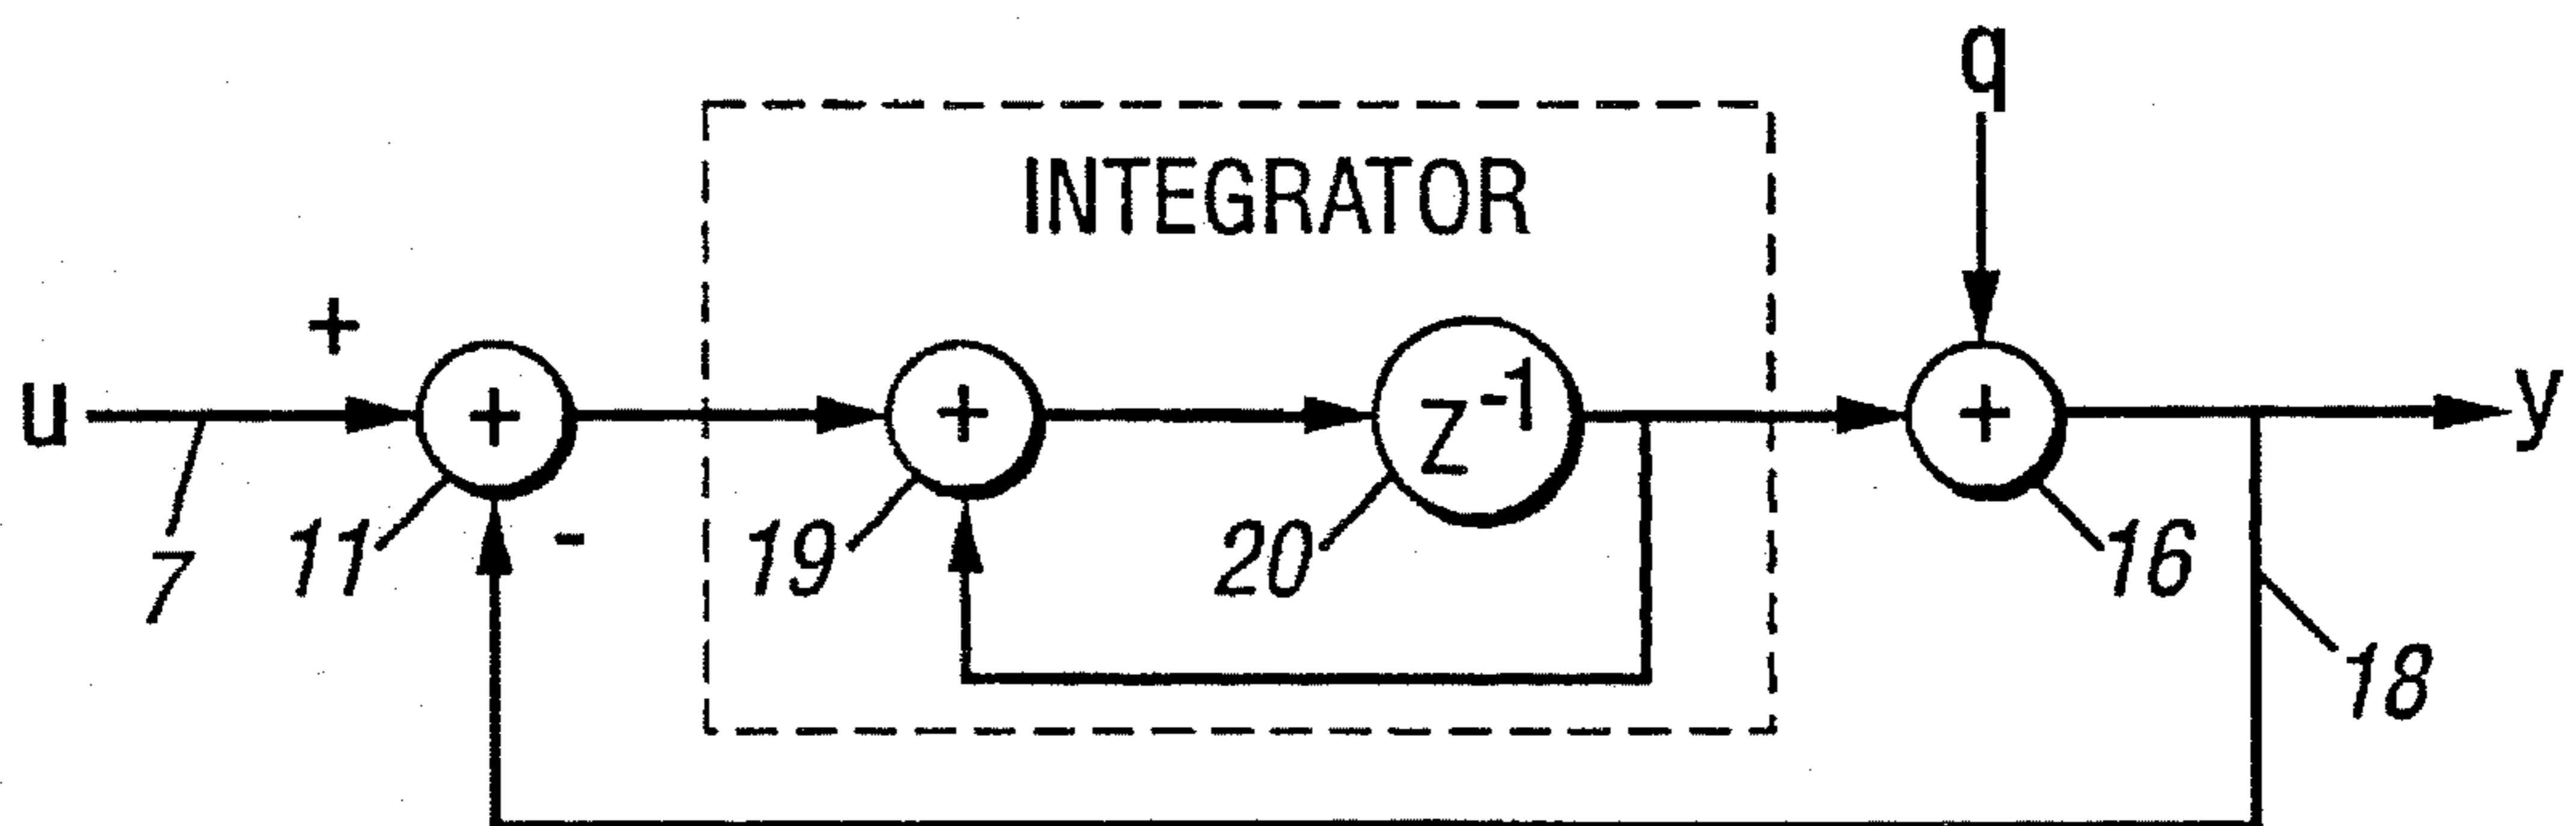 q
INTEGRATOR
+
u
+
+
z⁻¹
+
y
-
7
11
19
20
16
18